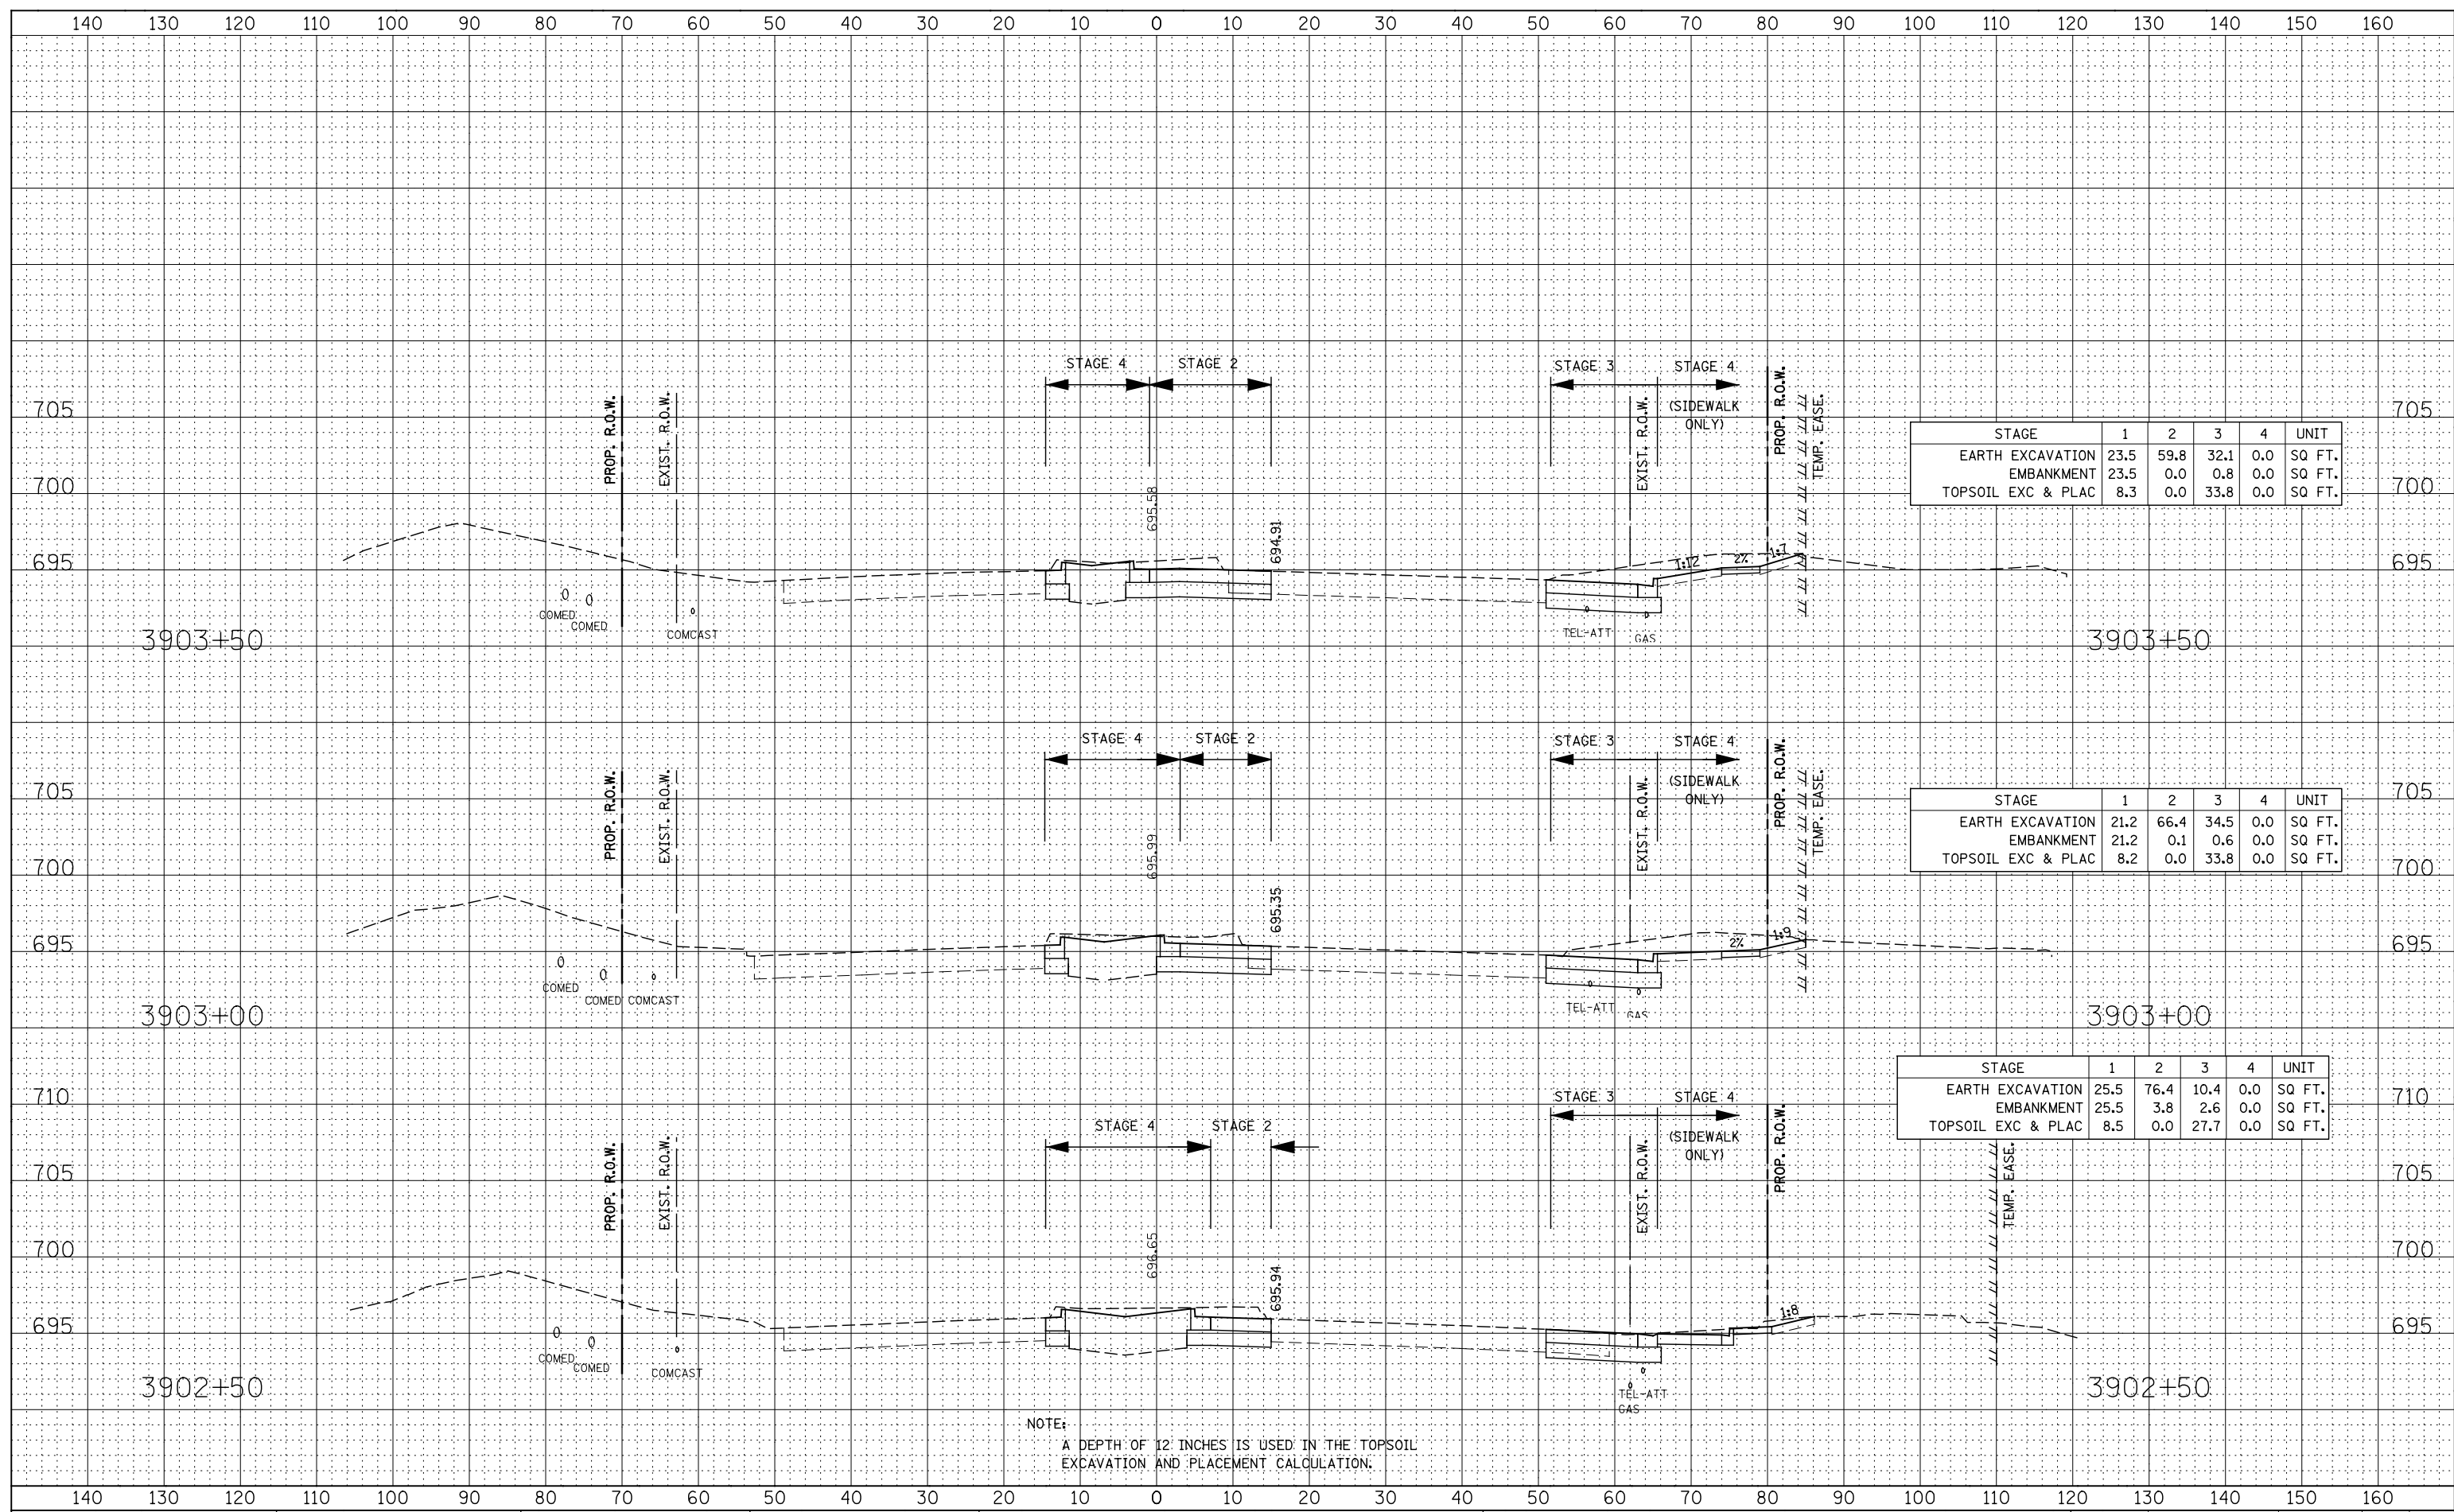 140 130 120 110 100 90 80 70 60 50 40 30 20 10 0 10 20 30 40 50 60 70 80 90 100 110 120 130 140 150 160
STAGE 4
STAGE 2
STAGE 3
STAGE 4
(SIDEWALK
ONLY)
PROP. R.O.W.
EXIST. R.O.W.
EXIST. R.O.W.
PROP. R.O.W.
TEMP. EASE.
705
705
700
700
695
695
695.58
694.91
1:12
2%
1:7
COMED
COMED
COMCAST
TEL-ATT
GAS
STAGE 1 2 3 4 UNIT
EARTH EXCAVATION 23.5 59.8 32.1 0.0 SQ FT.
EMBANKMENT 23.5 0.0 0.8 0.0 SQ FT.
TOPSOIL EXC & PLAC 8.3 0.0 33.8 0.0 SQ FT.
3903+50
3903+50
STAGE 4
STAGE 2
STAGE 3
STAGE 4
(SIDEWALK
ONLY)
PROP. R.O.W.
EXIST. R.O.W.
EXIST. R.O.W.
PROP. R.O.W.
TEMP. EASE.
705
705
700
700
695
695
695.99
695.35
2%
1:9
COMED
COMED
COMCAST
TEL-ATT
GAS
STAGE 1 2 3 4 UNIT
EARTH EXCAVATION 21.2 66.4 34.5 0.0 SQ FT.
EMBANKMENT 21.2 0.1 0.6 0.0 SQ FT.
TOPSOIL EXC & PLAC 8.2 0.0 33.8 0.0 SQ FT.
3903+00
3903+00
STAGE 1 2 3 4 UNIT
EARTH EXCAVATION 25.5 76.4 10.4 0.0 SQ FT.
EMBANKMENT 25.5 3.8 2.6 0.0 SQ FT.
TOPSOIL EXC & PLAC 8.5 0.0 27.7 0.0 SQ FT.
710
710
STAGE 4
STAGE 2
STAGE 3
STAGE 4
(SIDEWALK
ONLY)
PROP. R.O.W.
EXIST. R.O.W.
EXIST. R.O.W.
PROP. R.O.W.
TEMP. EASE.
705
705
700
700
695
695
696.65
695.94
1:8
COMED
COMED
COMCAST
TEL-ATT
GAS
3902+50
3902+50
NOTE:
A DEPTH OF 12 INCHES IS USED IN THE TOPSOIL
EXCAVATION AND PLACEMENT CALCULATION.
140 130 120 110 100 90 80 70 60 50 40 30 20 10 0 10 20 30 40 50 60 70 80 90 100 110 120 130 140 150 160